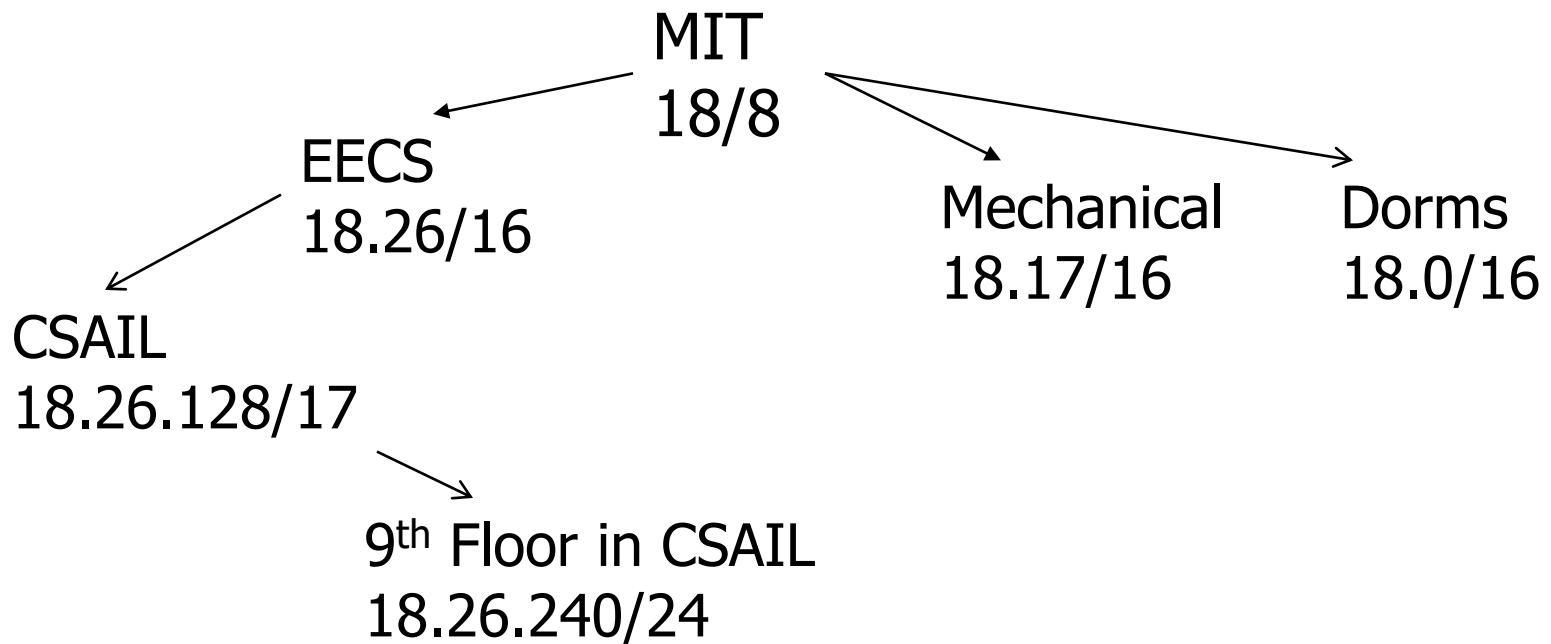 MIT
18/8
EECS
18.26/16
Mechanical
18.17/16
Dorms
18.0/16
CSAIL
18.26.128/17
9th Floor in CSAIL
18.26.240/24